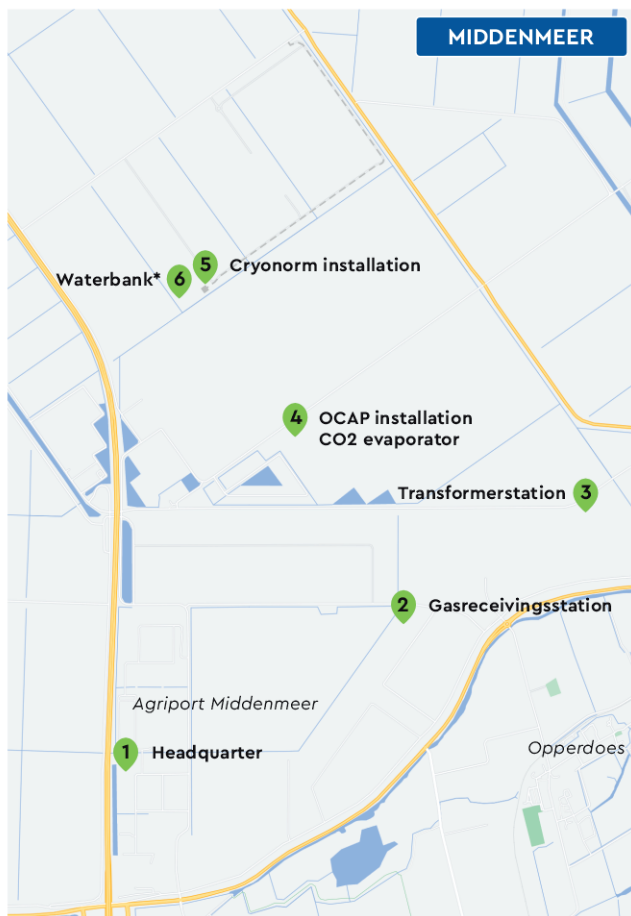 MIDDENMEER
5 Cryonorm installation
Waterbank* 6
4 OCAP installation
CO2 evaporator
Transformerstation 3
2 Gasreceivingsstation
Agriport Middenmeer
1 Headquarter
Opperdoes